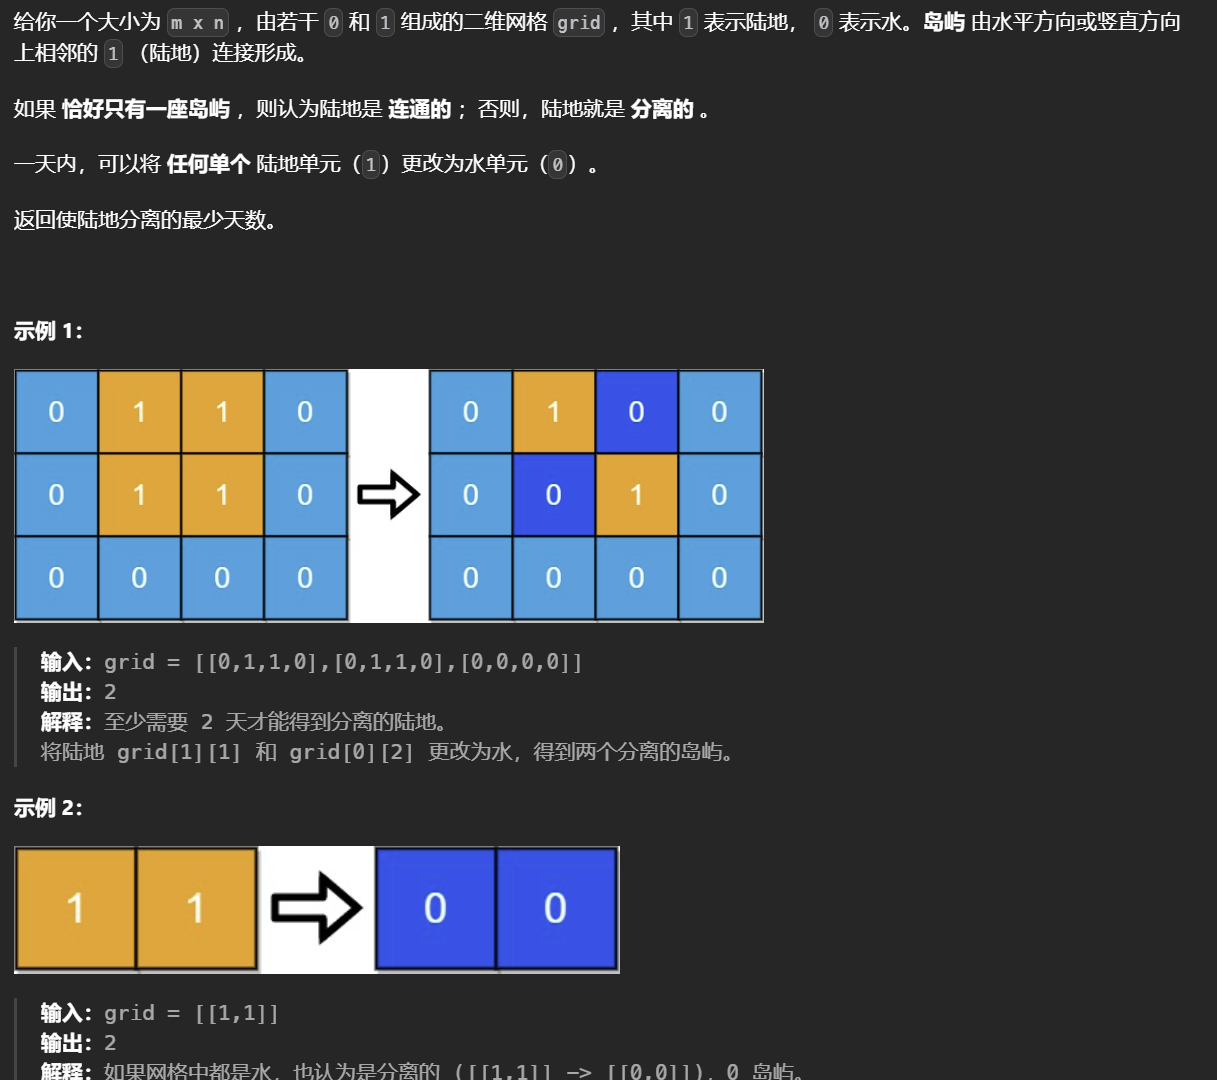 给你一个大小为 m x n ，由若干 0 和 1 组成的二维网格 grid ，其中 1 表示陆地， 0 表示水。岛屿 由水平方向或竖直方向
上相邻的 1 （陆地）连接形成。
如果 恰好只有一座岛屿 ，则认为陆地是 连通的 ；否则，陆地就是 分离的 。
一天内，可以将 任何单个 陆地单元（1）更改为水单元（0）。
返回使陆地分离的最少天数。
示例 1：
0 1 1 0 0 1 0 0
0 1 1 0 0 0 1 0
0 0 0 0 0 0 0 0
输入：grid = [[0,1,1,0],[0,1,1,0],[0,0,0,0]]
输出：2
解释：至少需要 2 天才能得到分离的陆地。
将陆地 grid[1][1] 和 grid[0][2] 更改为水，得到两个分离的岛屿。
示例 2：
1 1 0 0
输入：grid = [[1,1]]
输出：2
解释：如果网格中都是水，也认为是分离的 ([[1,1]] -> [[0,0]])，0 岛屿。